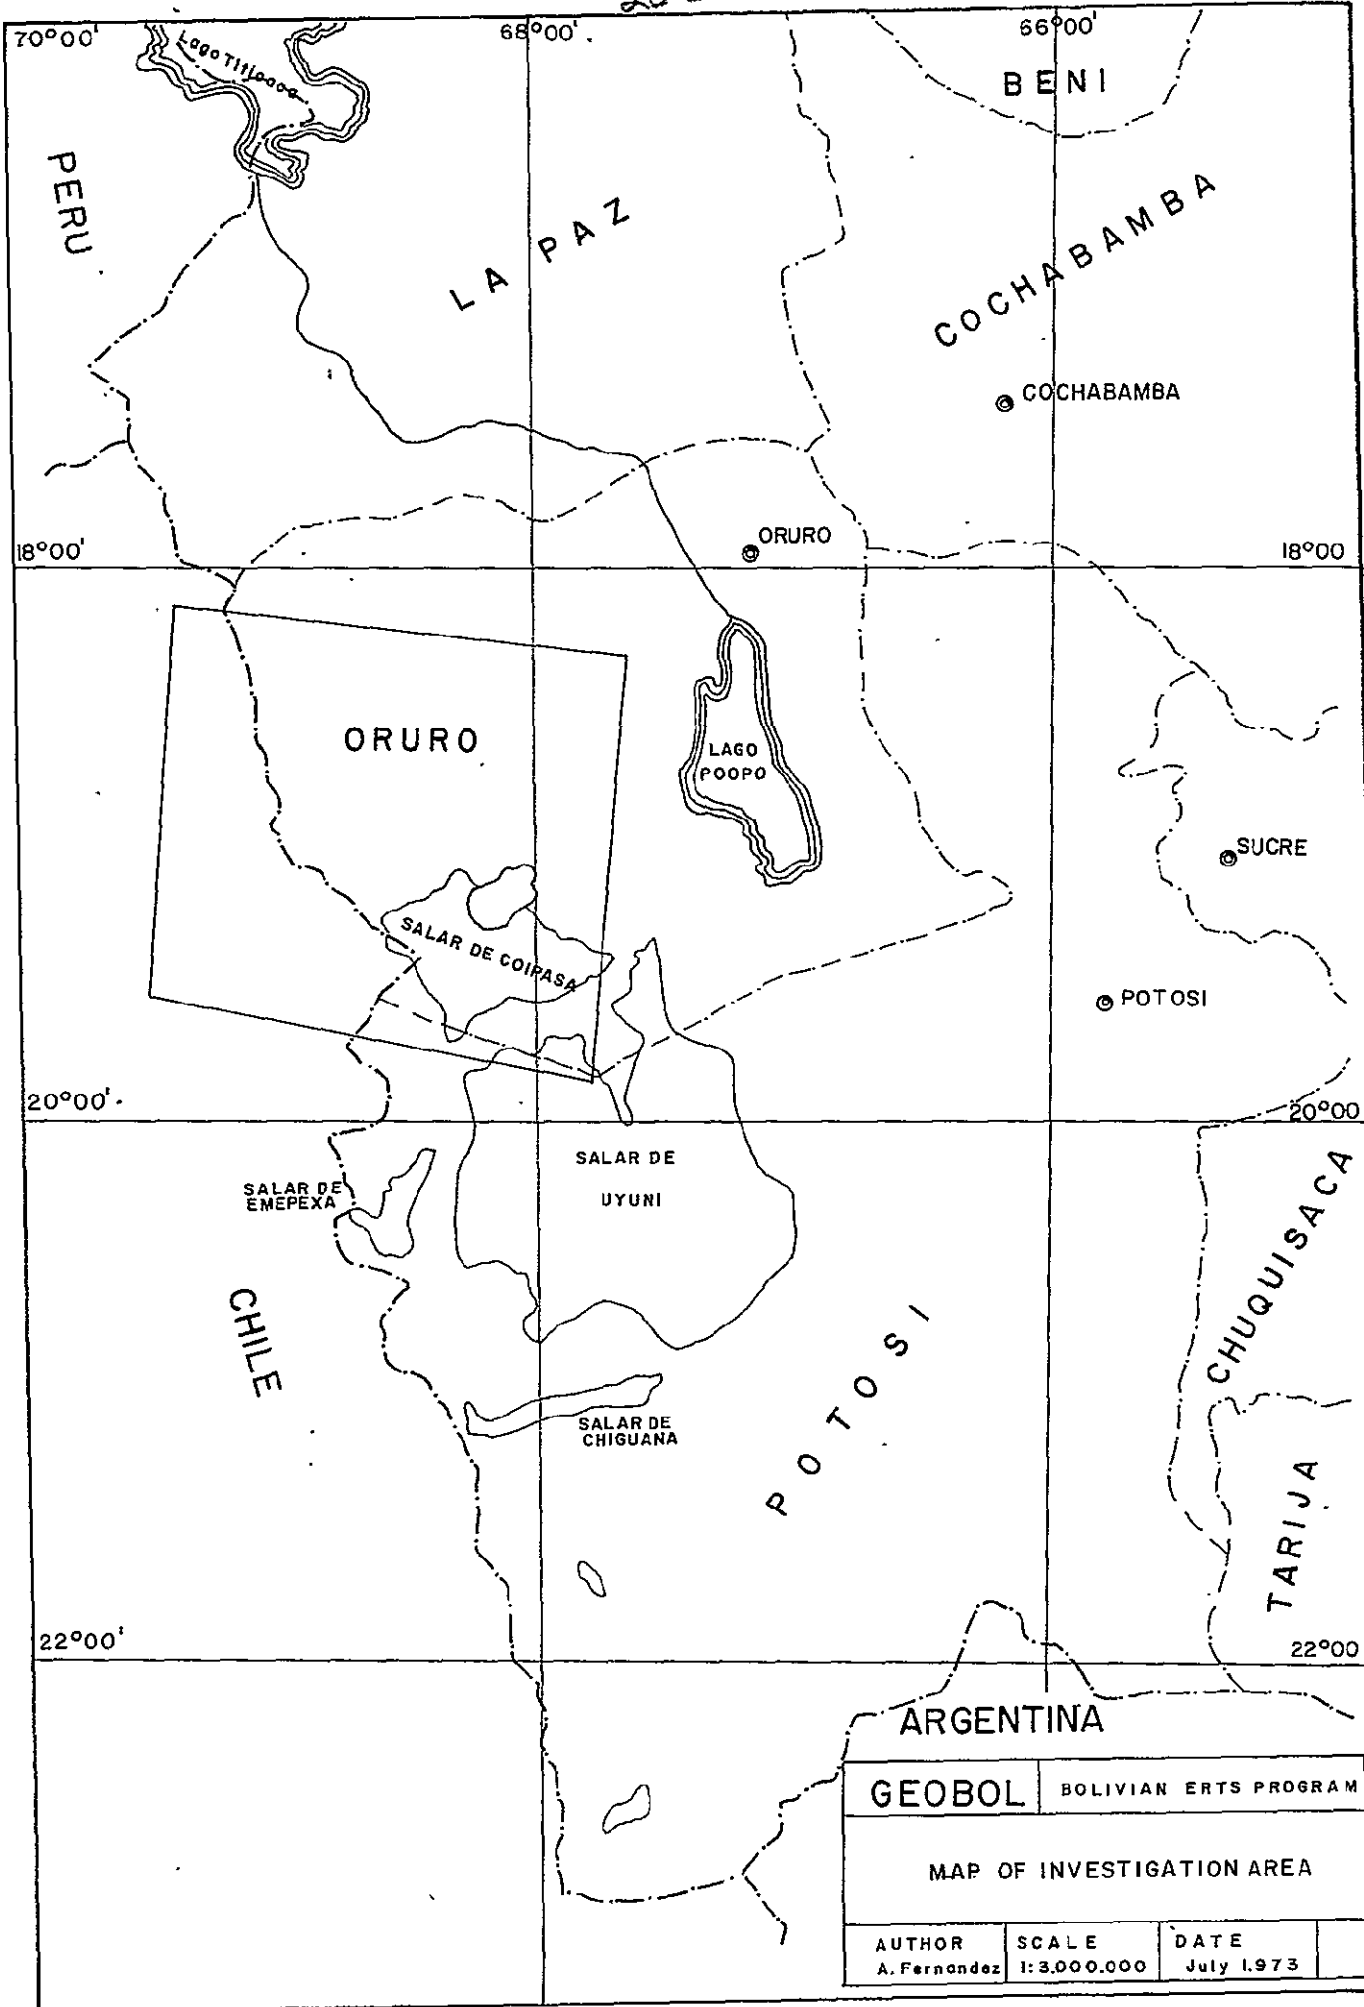 70°00'
68°00'
66°00'
Lago Titicaca
BENI
PERU
LA PAZ
COCHABAMBA
COCHABAMBA
ORURO
18°00'
18°00
ORURO
LAGO
POOPO
SUCRE
SALAR DE COIPASA
POTOSI
20°00'
20°00
SALAR DE
UYUNI
SALAR DE
EMEPEXA
CHUQUISACA
CHILE
POTOSI
SALAR DE
CHIGUANA
TARIJA
22°00'
22°00
ARGENTINA
GEOBOL
BOLIVIAN ERTS PROGRAM
MAP OF INVESTIGATION AREA
AUTHOR
A. Fernandez
SCALE
1:3.000.000
DATE
July 1.973